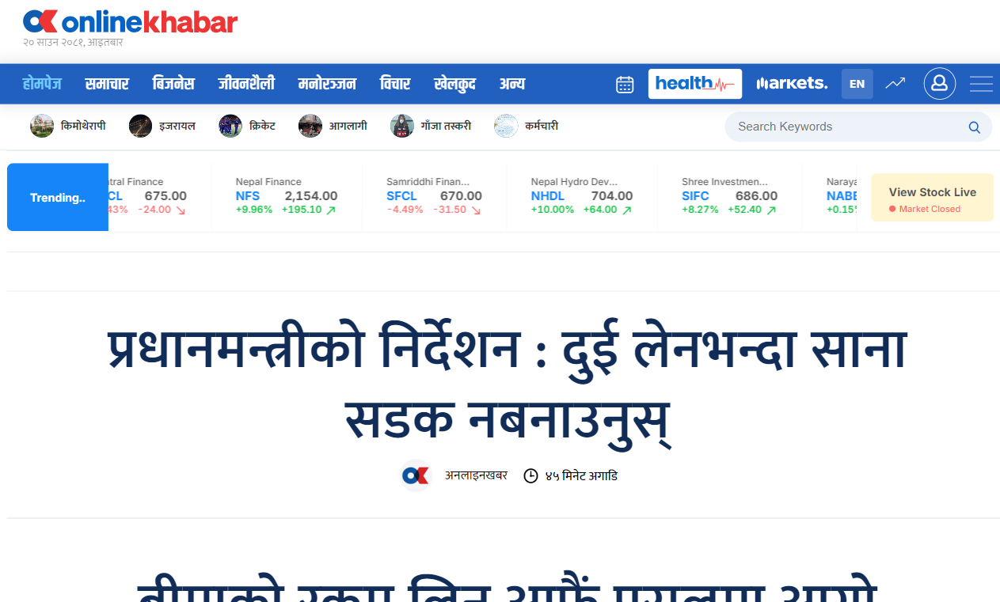 onlinekhabar
२० साउन २०८१, आइतबार
होमपेज समाचार बिजनेस जीवनशैली मनोरञ्जन विचार खेलकुद अन्य health Markets. EN
किमोथेरापी इजरायल क्रिकेट आगलागी गाँजा तस्करी कर्मचारी Search Keywords
Trending..
tral Finance
CL 675.00
43% -24.00
Nepal Finance
NFS 2,154.00
+9.96% +195.10
Samriddhi Finan...
SFCL 670.00
-4.49% -31.50
Nepal Hydro Dev...
NHDL 704.00
+10.00% +64.00
Shree Investmen...
SIFC 686.00
+8.27% +52.40
Naraya
NABB
+0.15%
View Stock Live
Market Closed
प्रधानमन्त्रीको निर्देशन : दुई लेनभन्दा साना
सडक नबनाउनुस्
अनलाइनखबर ४५ मिनेट अगाडि